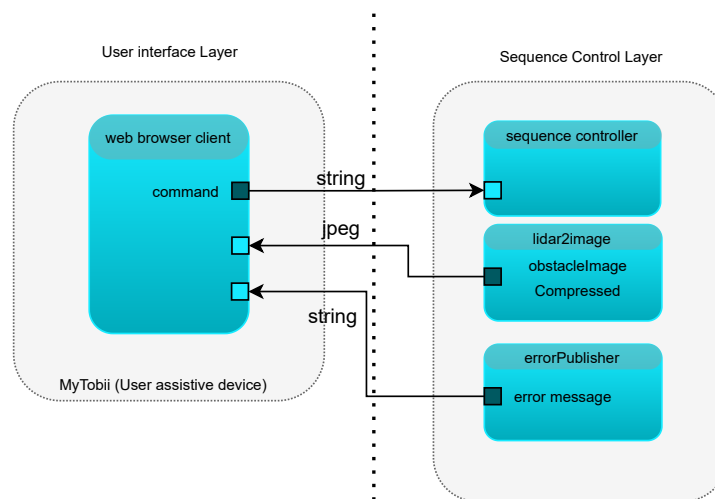 User interface Layer
Sequence Control Layer
web browser client
command
MyTobii (User assistive device)
string
jpeg
string
sequence controller
lidar2image
obstacleImage
Compressed
errorPublisher
error message